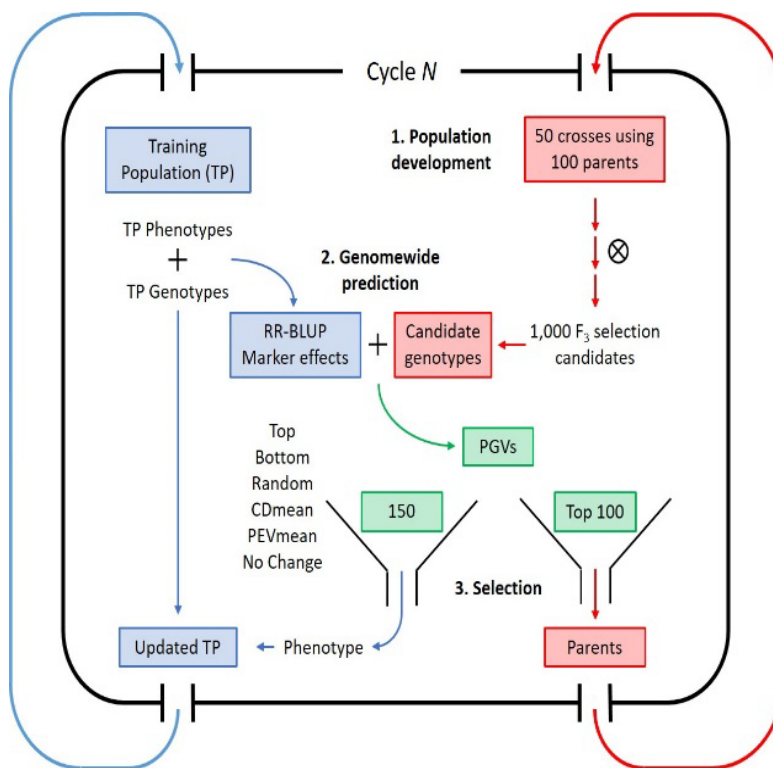 Cycle N
Training
Population (TP)
1. Population
development
50 crosses using
100 parents
TP Phenotypes
+
TP Genotypes
2. Genomewide
prediction
RR-BLUP
Marker effects
+
Candidate
genotypes
1,000 F₃ selection
candidates
PGVs
Top
Bottom
Random
CDmean
PEVmean
No Change
150
Top 100
3. Selection
Updated TP
Phenotype
Parents